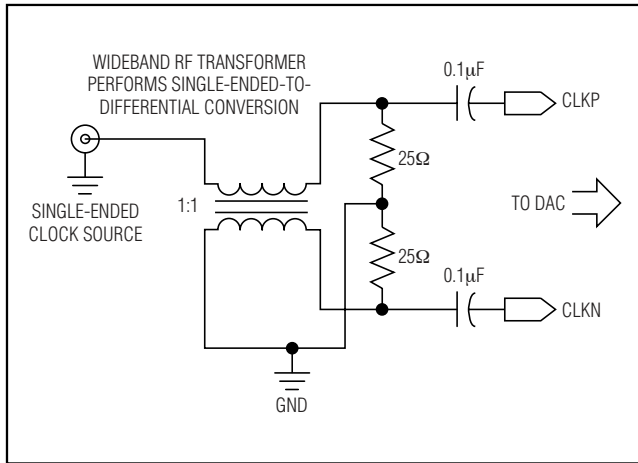 WIDEBAND RF TRANSFORMER
PERFORMS SINGLE-ENDED-TO-
DIFFERENTIAL CONVERSION
0.1μF
CLKP
25Ω
SINGLE-ENDED
CLOCK SOURCE
1:1
TO DAC
25Ω
0.1μF
CLKN
GND